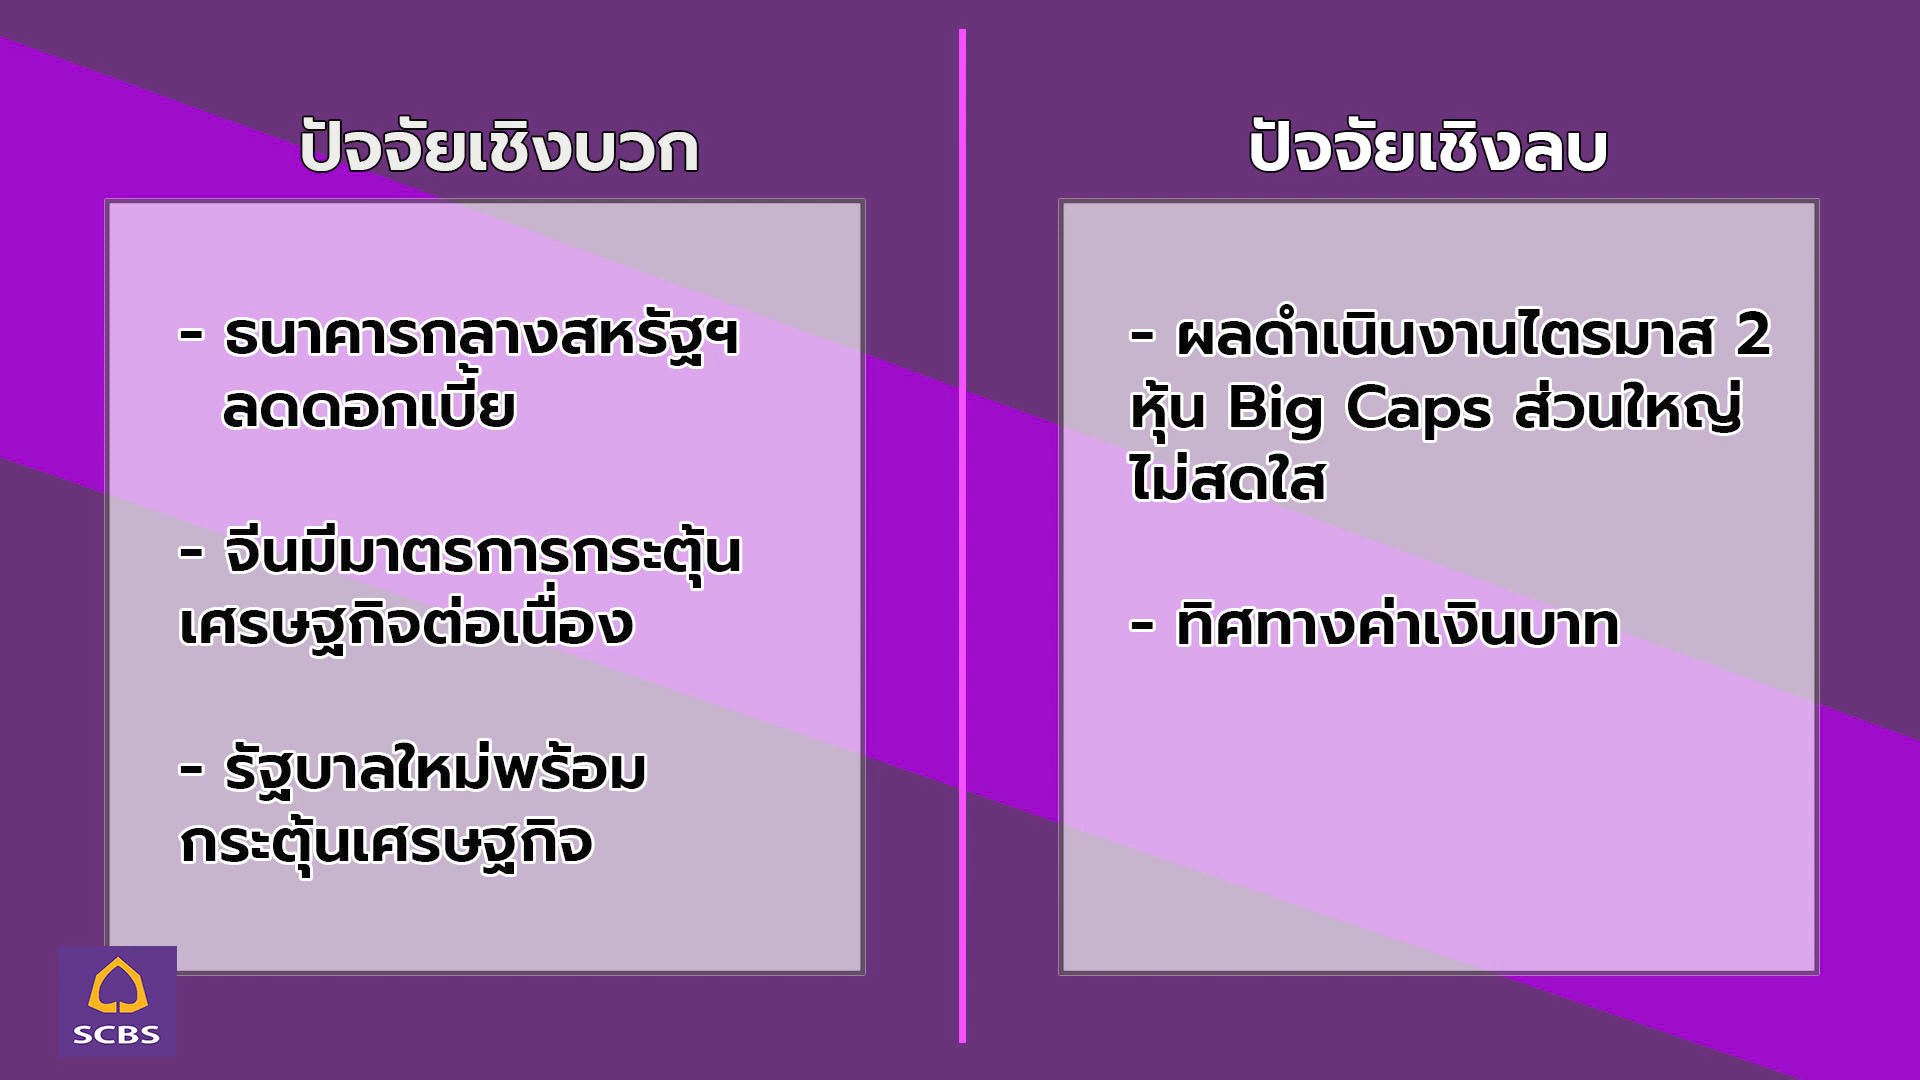 ปัจจัยเชิงบวก
- ธนาคารกลางสหรัฐฯ
ลดดอกเบี้ย
- จีนมีมาตรการกระตุ้น
เศรษฐกิจต่อเนื่อง
- รัฐบาลใหม่พร้อม
กระตุ้นเศรษฐกิจ
ปัจจัยเชิงลบ
- ผลดำเนินงานไตรมาส 2
หุ้น Big Caps ส่วนใหญ่
ไม่สดใส
- ทิศทางค่าเงินบาท
SCBS